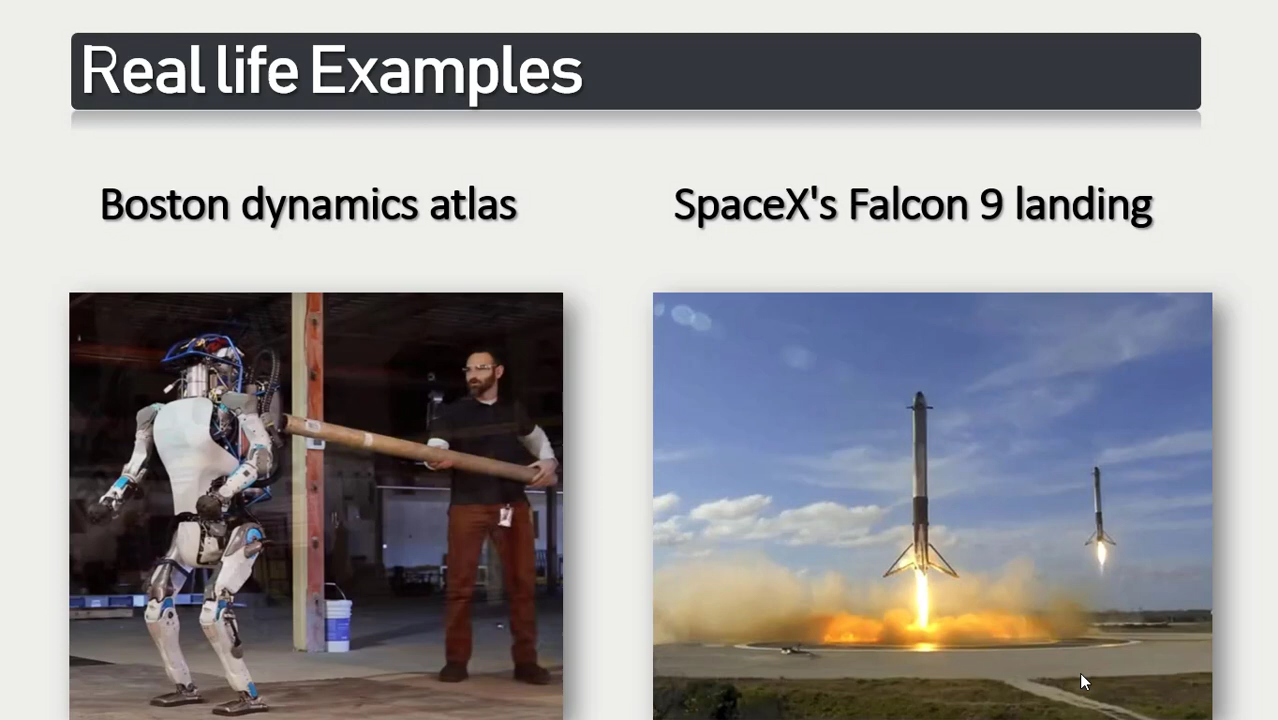 Real life Examples
Boston dynamics atlas
SpaceX's Falcon 9 landing